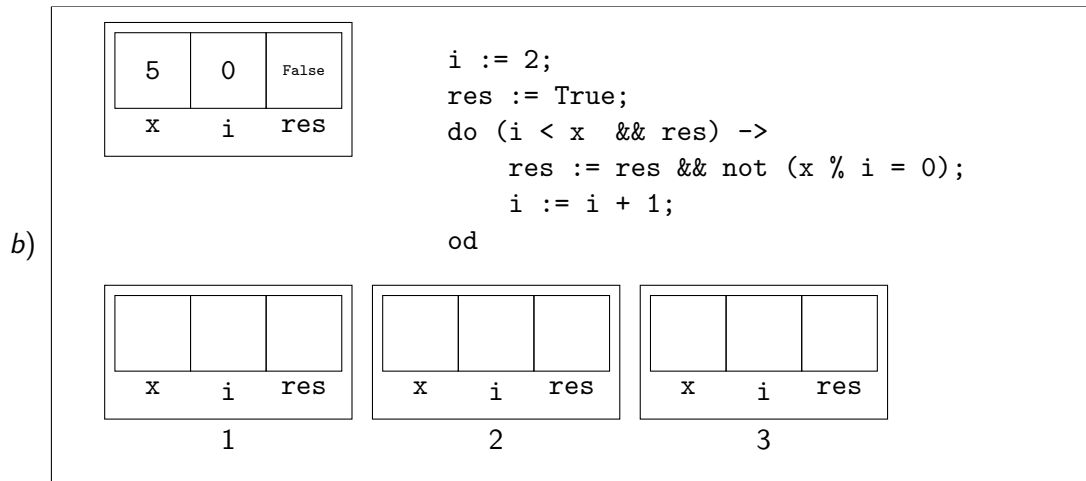 5 0 False
x i res
i := 2;
res := True;
do (i < x  && res) ->
    res := res && not (x % i = 0);
    i := i + 1;
od
b)
x i res x i res x i res
1 2 3